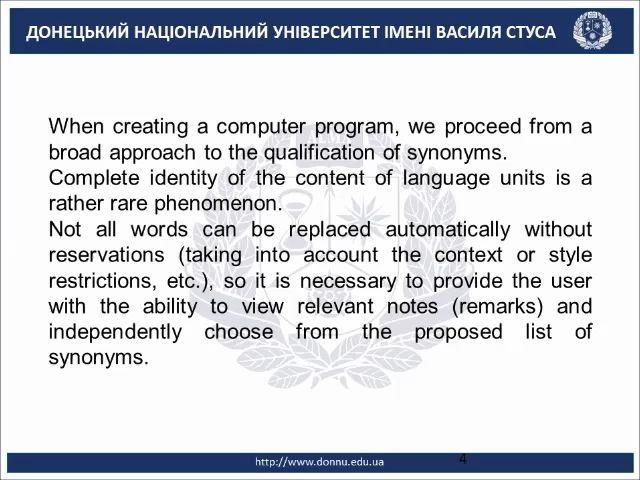 ДОНЕЦЬКИЙ НАЦІОНАЛЬНИЙ УНІВЕРСИТЕТ ІМЕНІ ВАСИЛЯ СТУСА
When creating a computer program, we proceed from a
broad approach to the qualification of synonyms.
Complete identity of the content of language units is a
rather rare phenomenon.
Not all words can be replaced automatically without
reservations (taking into account the context or style
restrictions, etc.), so it is necessary to provide the user
with the ability to view relevant notes (remarks) and
independently choose from the proposed list of
synonyms.
http://www.donnu.edu.ua
4